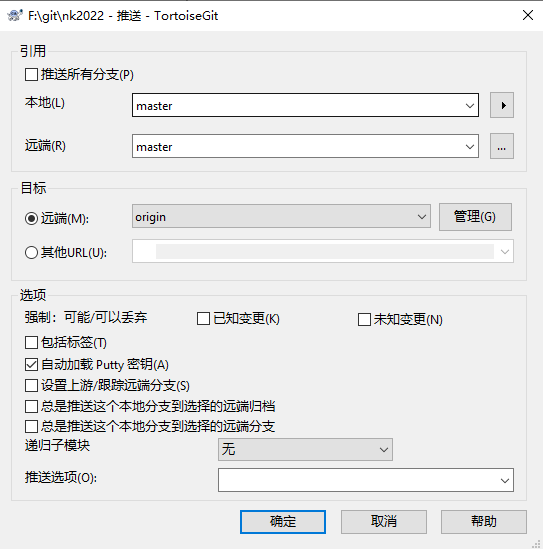 F:\git\nk2022 - 推送 - TortoiseGit
引用
推送所有分支(P)
本地(L)
master
远端(R)
master
...
目标
远端(M):
origin
管理(G)
其他URL(U):
选项
强制：可能/可以丢弃
已知变更(K)
未知变更(N)
包括标签(T)
自动加载 Putty 密钥(A)
设置上游/跟踪远端分支(S)
总是推送这个本地分支到选择的远端归档
总是推送这个本地分支到选择的远端分支
递归子模块
无
推送选项(O):
确定
取消
帮助